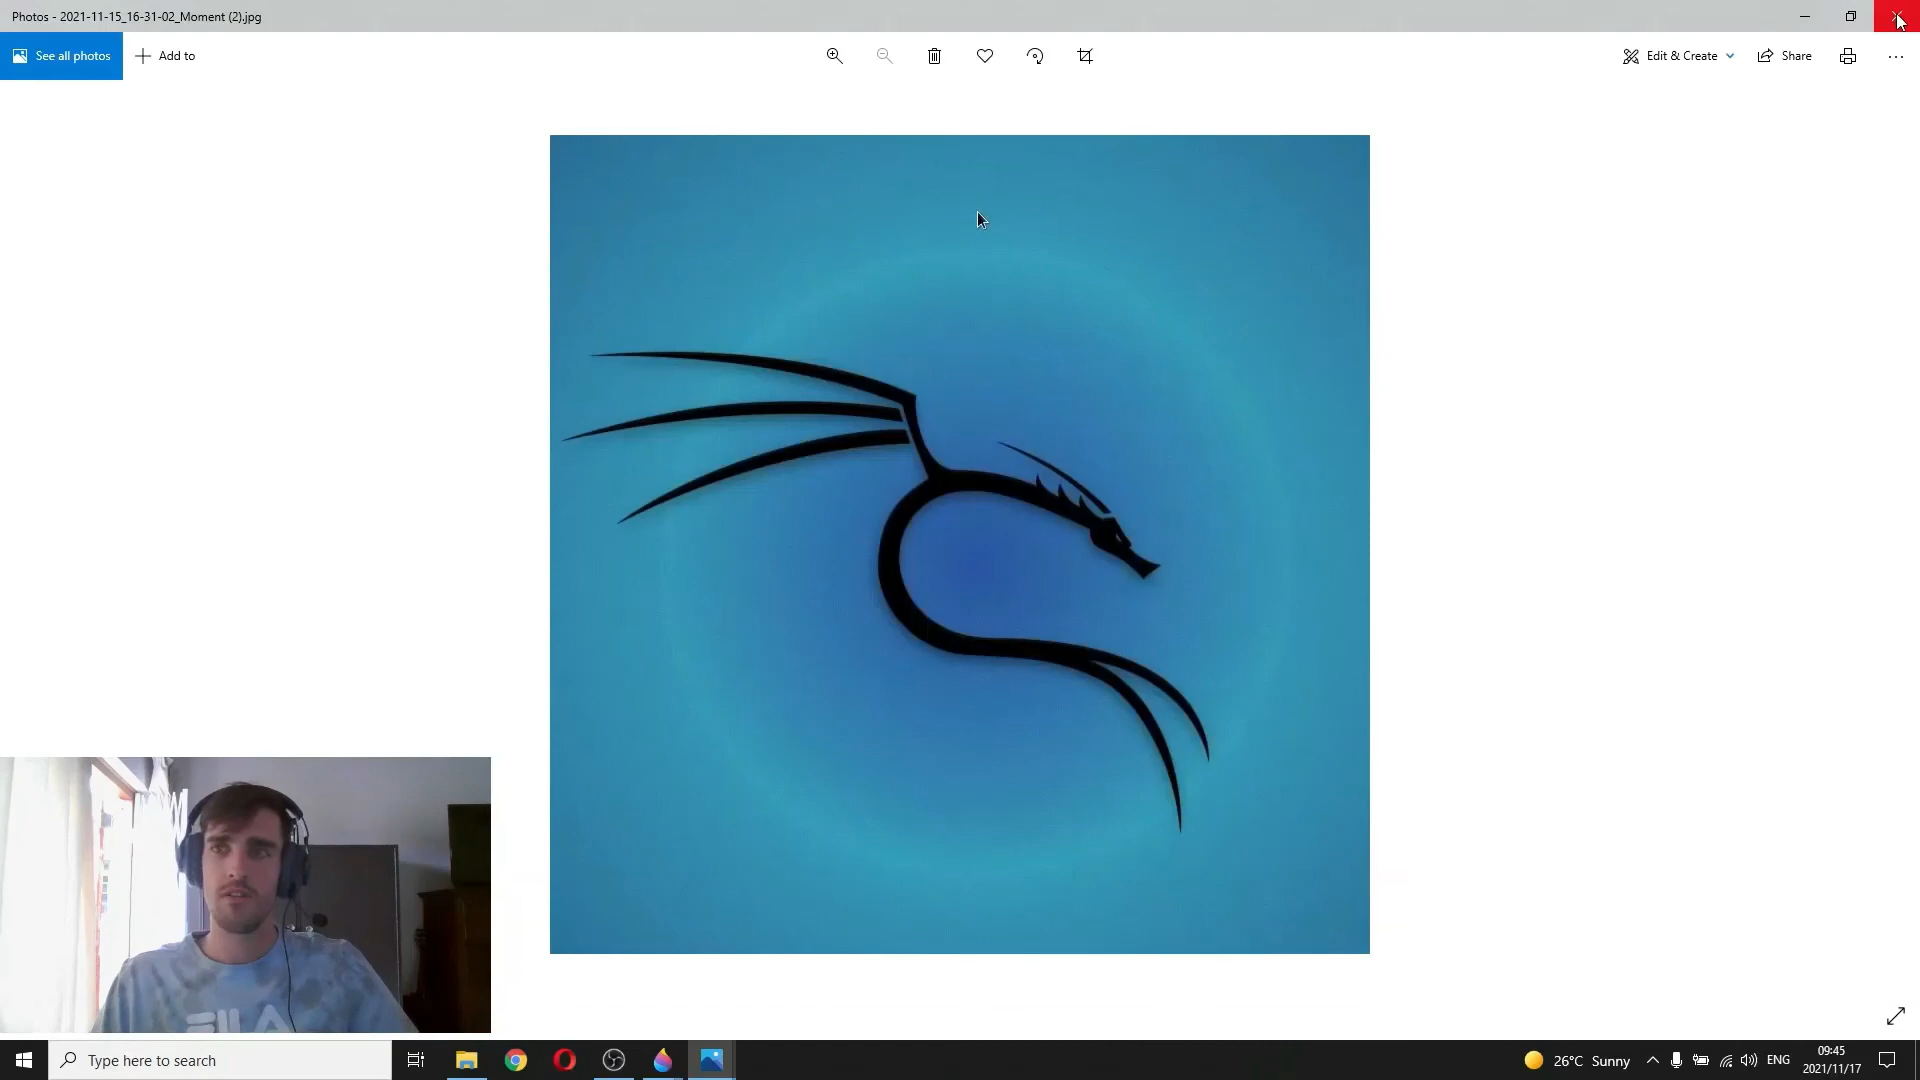 Photos - 2021-11-15_16-31-02_Moment (2).jpg
See all photos
Add to
Edit & Create
Share
FILA
Type here to search
26°C Sunny
ENG
09:45
2021/11/17